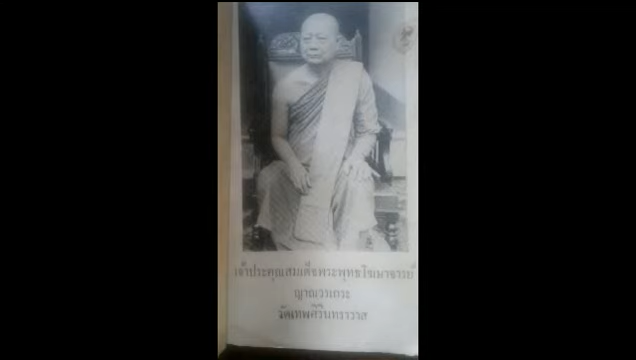 เจ้าประคุณสมเด็จพระพุทธโฆษาจารย์
ญาณวรเถระ
วัดเทพศิรินทราวาส